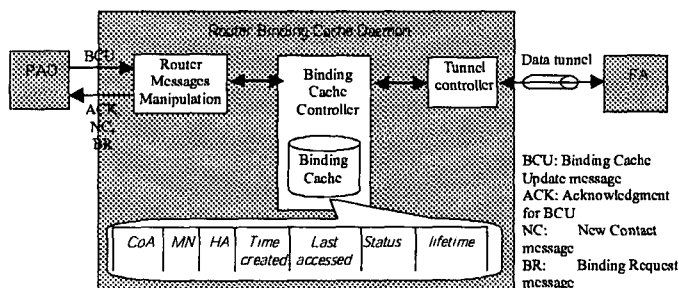 Router Binding Cache Daemon
PAD
BCU
ACK,
NC,
BR
Router
Messages
Manipulation
Binding
Cache
Controller
Binding
Cache
Tunnel
controller
Data tunnel
FA
CoA MN HA Time created Last accessed Status lifetime
BCU: Binding Cache
Update message
ACK: Acknowledgment
for BCU
NC: New Contact
message
BR: Binding Request
message